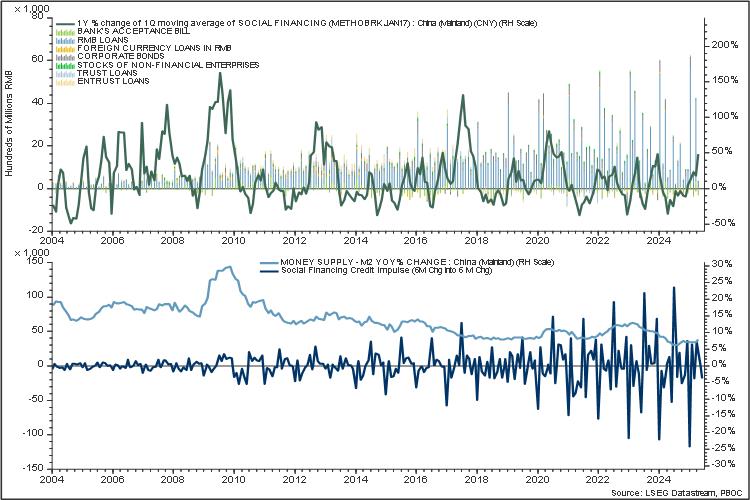 x 1,000
1Y % change of 1Q moving average of SOCIAL FINANCING (METHOBRK JAN17) : China (Mainland) (CNY) (RH Scale)
BANK'S ACCEPTANCE BILL
RMB LOANS
FOREIGN CURRENCY LOANS IN RMB
CORPORATE BONDS
STOCKS OF NON-FINANCIAL ENTERPRISES
TRUST LOANS
ENTRUST LOANS
Hundreds of Millions RMB
80
60
40
20
0
-20
200%
150%
100%
50%
0%
-50%
2004 2006 2008 2010 2012 2014 2016 2018 2020 2022 2024
x 1,000
MONEY SUPPLY - M2 YOY % CHANGE : China (Mainland) (RH Scale)
Social Financing Credit Impulse (6M Chg into 6 M Chg)
150
100
50
0
-50
-100
-150
30%
25%
20%
15%
10%
5%
0%
-5%
-10%
-15%
-20%
-25%
-30%
2004 2006 2008 2010 2012 2014 2016 2018 2020 2022 2024
Source: LSEG Datastream, PBOC